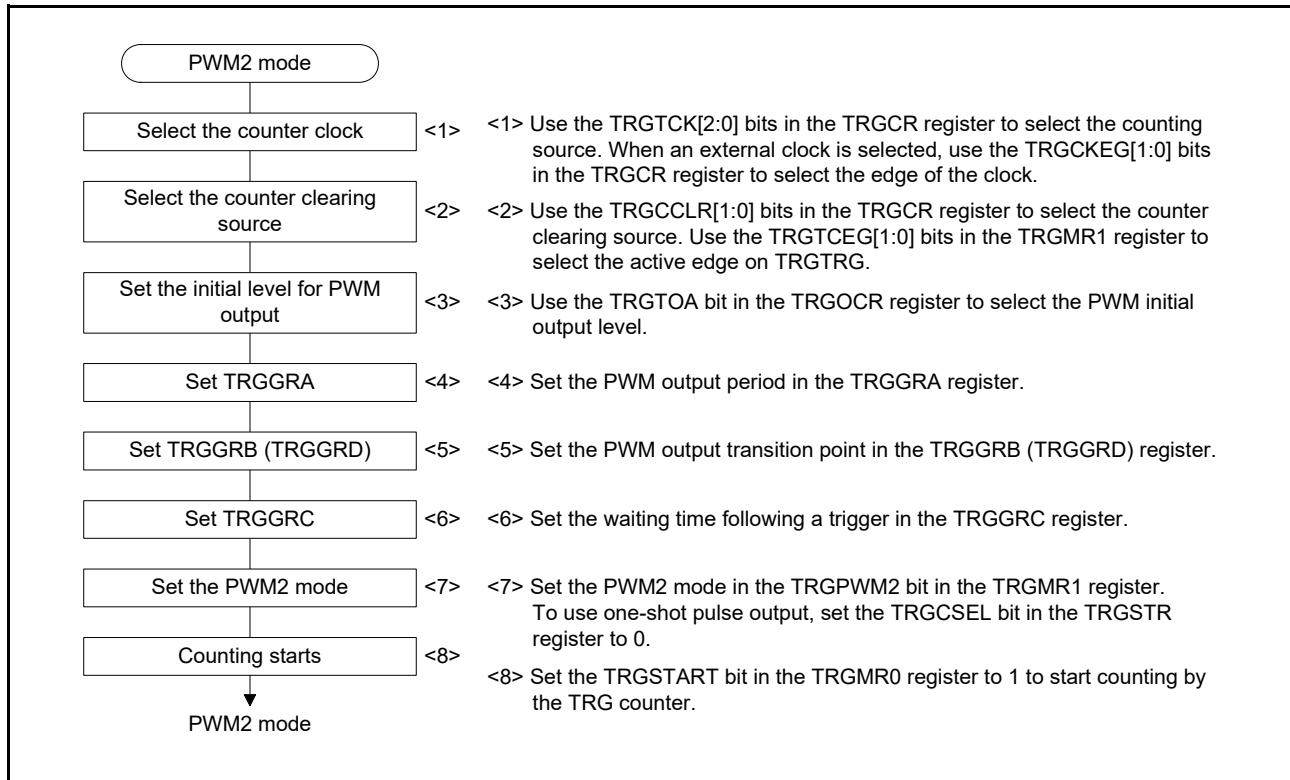 PWM2 mode
Select the counter clock
<1>
<1> Use the TRGTCK[2:0] bits in the TRGCR register to select the counting
source. When an external clock is selected, use the TRGCKEG[1:0] bits
in the TRGCR register to select the edge of the clock.
Select the counter clearing
source
<2>
<2> Use the TRGCCLR[1:0] bits in the TRGCR register to select the counter
clearing source. Use the TRGTCEG[1:0] bits in the TRGMR1 register to
select the active edge on TRGTRG.
Set the initial level for PWM
output
<3>
<3> Use the TRGTOA bit in the TRGOCR register to select the PWM initial
output level.
Set TRGGRA
<4>
<4> Set the PWM output period in the TRGGRA register.
Set TRGGRB (TRGGRD)
<5>
<5> Set the PWM output transition point in the TRGGRB (TRGGRD) register.
Set TRGGRC
<6>
<6> Set the waiting time following a trigger in the TRGGRC register.
Set the PWM2 mode
<7>
<7> Set the PWM2 mode in the TRGPWM2 bit in the TRGMR1 register.
To use one-shot pulse output, set the TRGCSEL bit in the TRGSTR
register to 0.
Counting starts
<8>
<8> Set the TRGSTART bit in the TRGMR0 register to 1 to start counting by
the TRG counter.
PWM2 mode